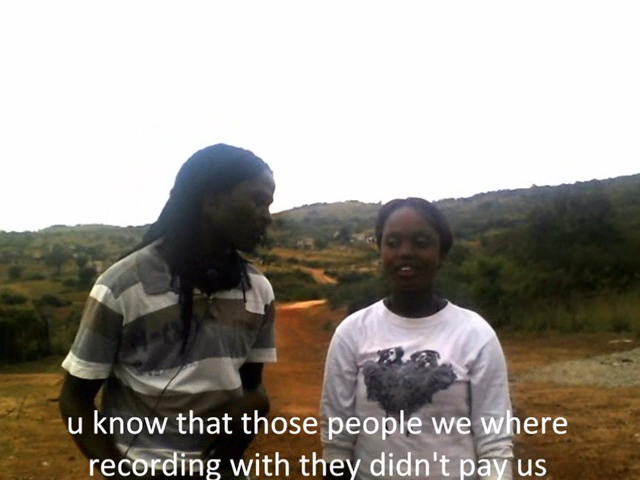 u know that those people we where
recording with they didn't pay us